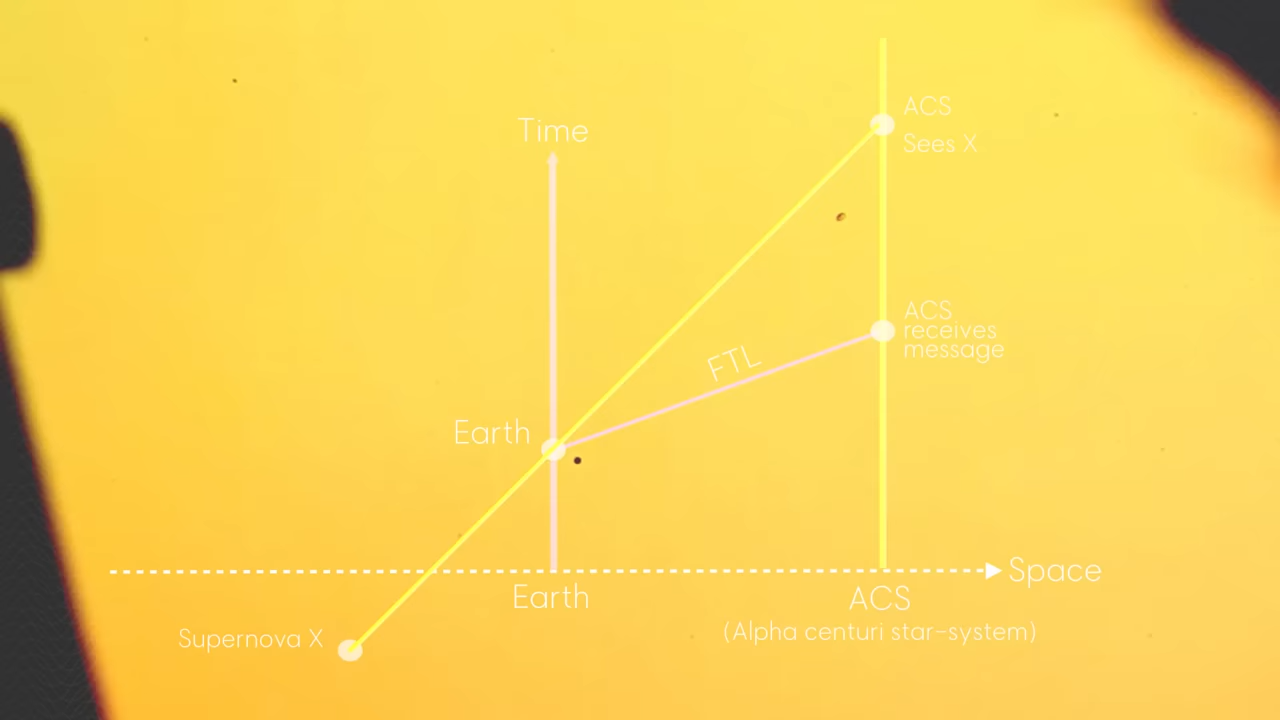 Time
ACS
Sees X
ACS
receives
message
FTL
Earth
Space
Earth
ACS
(Alpha centuri star-system)
Supernova X